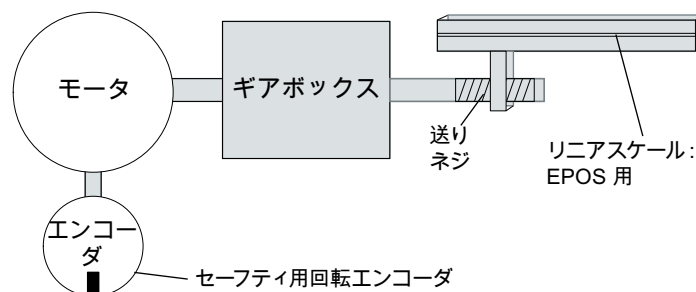 モータ
ギアボックス
送り
ネジ
リニアスケール:
EPOS 用
エンコー
ダ
セーフティ用回転エンコーダ